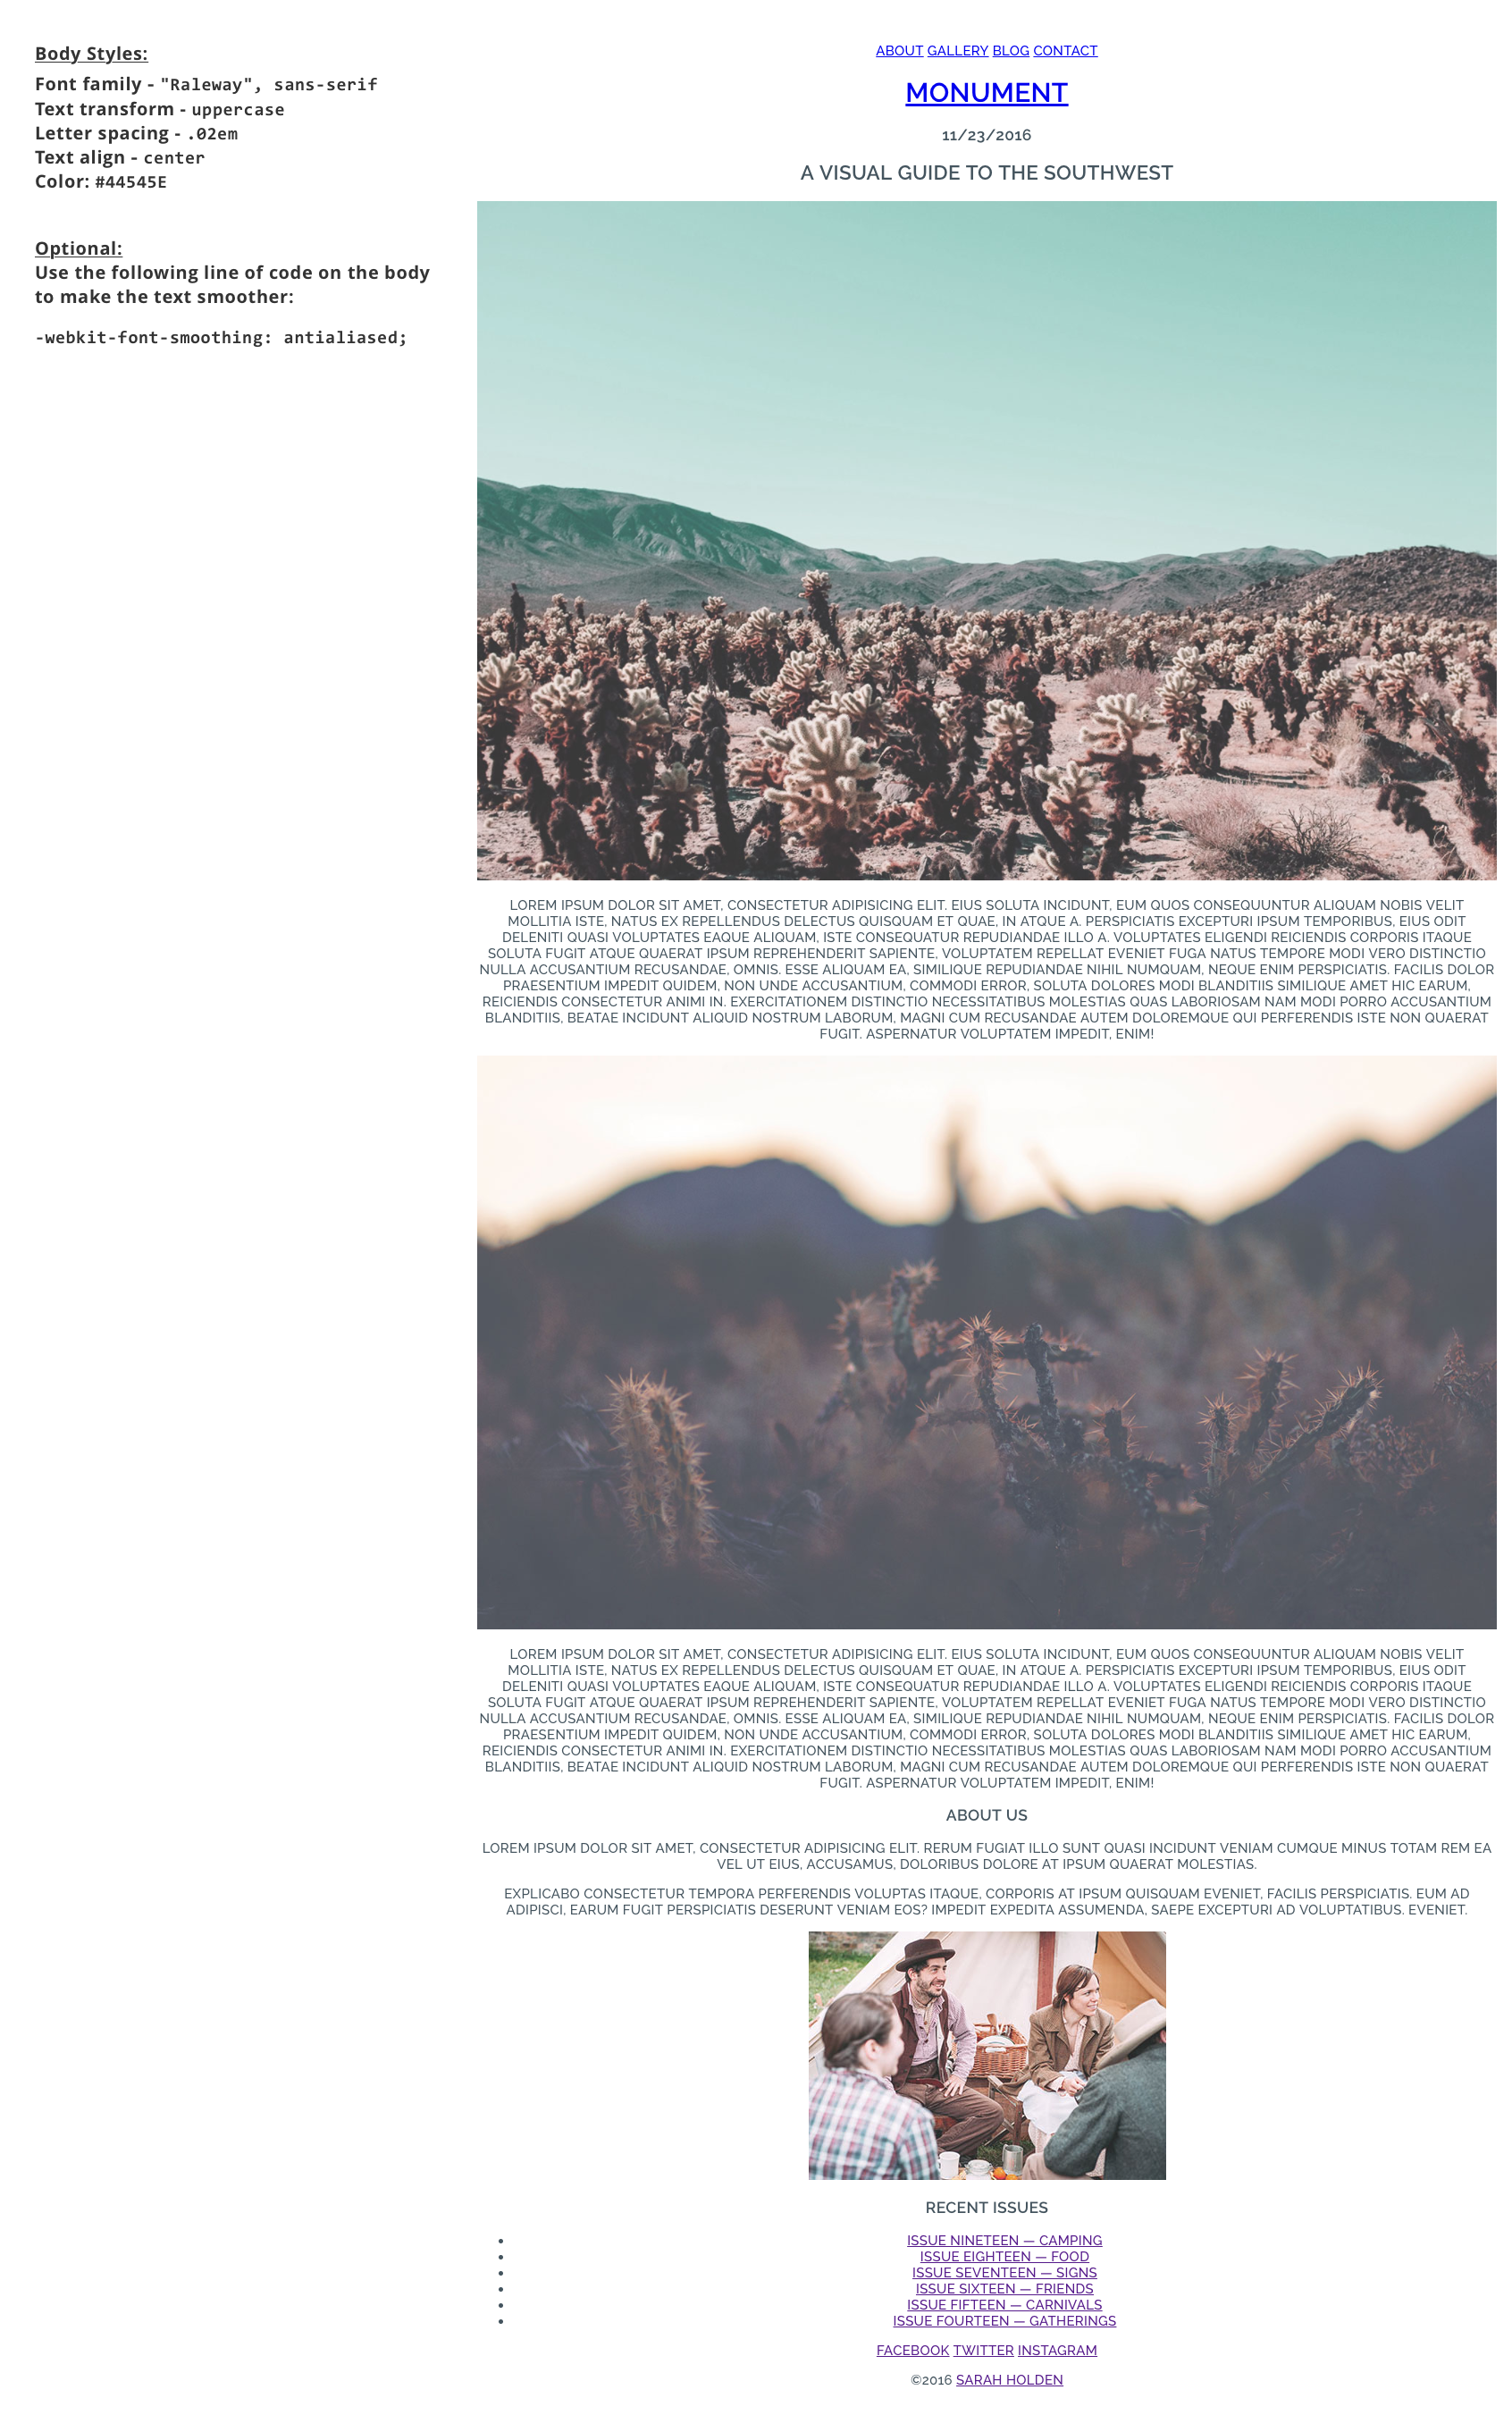 Body Styles:
Font family - "Raleway", sans-serif
Text transform - uppercase
Letter spacing - .02em
Text align - center
Color: #44545E
Optional:
Use the following line of code on the body
to make the text smoother:
-webkit-font-smoothing: antialiased;
ABOUT GALLERY BLOG CONTACT
MONUMENT
11/23/2016
A VISUAL GUIDE TO THE SOUTHWEST
LOREM IPSUM DOLOR SIT AMET, CONSECTETUR ADIPISICING ELIT. EIUS SOLUTA INCIDUNT, EUM QUOS CONSEQUUNTUR ALIQUAM NOBIS VELIT
MOLLITIA ISTE, NATUS EX REPELLENDUS DELECTUS QUISQUAM ET QUAE, IN ATQUE A. PERSPICIATIS EXCEPTURI IPSUM TEMPORIBUS, EIUS ODIT
DELENITI QUASI VOLUPTATES EAQUE ALIQUAM, ISTE CONSEQUATUR REPUDIANDAE ILLO A. VOLUPTATES ELIGENDI REICIENDIS CORPORIS ITAQUE
SOLUTA FUGIT ATQUE QUAERAT IPSUM REPREHENDERIT SAPIENTE, VOLUPTATEM REPELLAT EVENIET FUGA NATUS TEMPORE MODI VERO DISTINCTIO
NULLA ACCUSANTIUM RECUSANDAE, OMNIS. ESSE ALIQUAM EA, SIMILIQUE REPUDIANDAE NIHIL NUMQUAM, NEQUE ENIM PERSPICIATIS. FACILIS DOLOR
PRAESENTIUM IMPEDIT QUIDEM, NON UNDE ACCUSANTIUM, COMMODI ERROR, SOLUTA DOLORES MODI BLANDITIIS SIMILIQUE AMET HIC EARUM,
REICIENDIS CONSECTETUR ANIMI IN. EXERCITATIONEM DISTINCTIO NECESSITATIBUS MOLESTIAS QUAS LABORIOSAM NAM MODI PORRO ACCUSANTIUM
BLANDITIIS, BEATAE INCIDUNT ALIQUID NOSTRUM LABORUM, MAGNI CUM RECUSANDAE AUTEM DOLOREMQUE QUI PERFERENDIS ISTE NON QUAERAT
FUGIT. ASPERNATUR VOLUPTATEM IMPEDIT, ENIM!
LOREM IPSUM DOLOR SIT AMET, CONSECTETUR ADIPISICING ELIT. EIUS SOLUTA INCIDUNT, EUM QUOS CONSEQUUNTUR ALIQUAM NOBIS VELIT
MOLLITIA ISTE, NATUS EX REPELLENDUS DELECTUS QUISQUAM ET QUAE, IN ATQUE A. PERSPICIATIS EXCEPTURI IPSUM TEMPORIBUS, EIUS ODIT
DELENITI QUASI VOLUPTATES EAQUE ALIQUAM, ISTE CONSEQUATUR REPUDIANDAE ILLO A. VOLUPTATES ELIGENDI REICIENDIS CORPORIS ITAQUE
SOLUTA FUGIT ATQUE QUAERAT IPSUM REPREHENDERIT SAPIENTE, VOLUPTATEM REPELLAT EVENIET FUGA NATUS TEMPORE MODI VERO DISTINCTIO
NULLA ACCUSANTIUM RECUSANDAE, OMNIS. ESSE ALIQUAM EA, SIMILIQUE REPUDIANDAE NIHIL NUMQUAM, NEQUE ENIM PERSPICIATIS. FACILIS DOLOR
PRAESENTIUM IMPEDIT QUIDEM, NON UNDE ACCUSANTIUM, COMMODI ERROR, SOLUTA DOLORES MODI BLANDITIIS SIMILIQUE AMET HIC EARUM,
REICIENDIS CONSECTETUR ANIMI IN. EXERCITATIONEM DISTINCTIO NECESSITATIBUS MOLESTIAS QUAS LABORIOSAM NAM MODI PORRO ACCUSANTIUM
BLANDITIIS, BEATAE INCIDUNT ALIQUID NOSTRUM LABORUM, MAGNI CUM RECUSANDAE AUTEM DOLOREMQUE QUI PERFERENDIS ISTE NON QUAERAT
FUGIT. ASPERNATUR VOLUPTATEM IMPEDIT, ENIM!
ABOUT US
LOREM IPSUM DOLOR SIT AMET, CONSECTETUR ADIPISICING ELIT. RERUM FUGIAT ILLO SUNT QUASI INCIDUNT VENIAM CUMQUE MINUS TOTAM REM EA
VEL UT EIUS, ACCUSAMUS, DOLORIBUS DOLORE AT IPSUM QUAERAT MOLESTIAS.
EXPLICABO CONSECTETUR TEMPORA PERFERENDIS VOLUPTAS ITAQUE, CORPORIS AT IPSUM QUISQUAM EVENIET, FACILIS PERSPICIATIS. EUM AD
ADIPISCI, EARUM FUGIT PERSPICIATIS DESERUNT VENIAM EOS? IMPEDIT EXPEDITA ASSUMENDA, SAEPE EXCEPTURI AD VOLUPTATIBUS. EVENIET.
RECENT ISSUES
• ISSUE NINETEEN — CAMPING
• ISSUE EIGHTEEN — FOOD
• ISSUE SEVENTEEN — SIGNS
• ISSUE SIXTEEN — FRIENDS
• ISSUE FIFTEEN — CARNIVALS
• ISSUE FOURTEEN — GATHERINGS
FACEBOOK TWITTER INSTAGRAM
©2016 SARAH HOLDEN